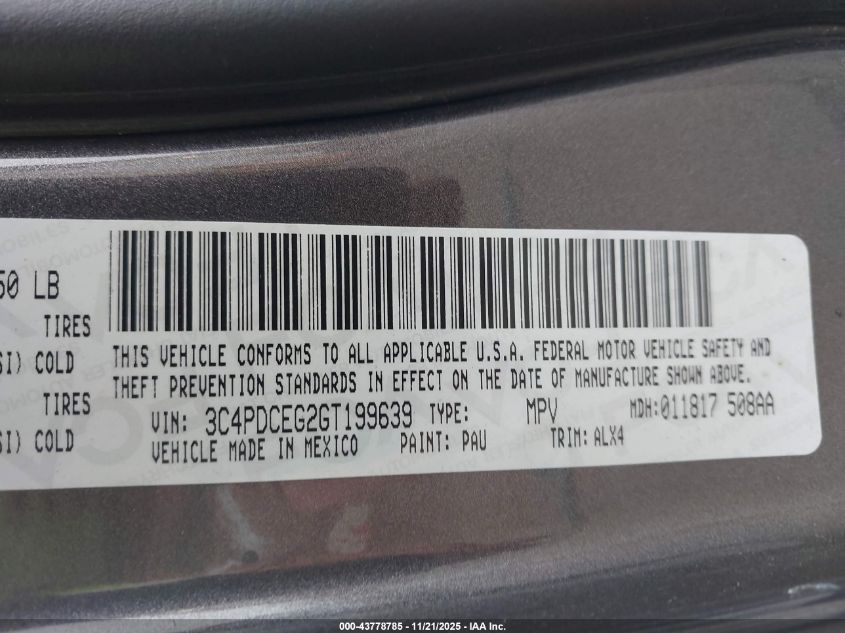 50 LB
TIRES
SI) COLD
TIRES
SI) COLD
THIS VEHICLE CONFORMS TO ALL APPLICABLE U.S.A. FEDERAL MOTOR VEHICLE SAFETY AND
THEFT PREVENTION STANDARDS IN EFFECT ON THE DATE OF MANUFACTURE SHOWN ABOVE.
VIN: 3C4PDCEG2GT199639 TYPE: MPV MDH:011817 508AA
VEHICLE MADE IN MEXICO PAINT: PAU TRIM: ALX4
000-43778785 - 11/21/2025 - IAA Inc.